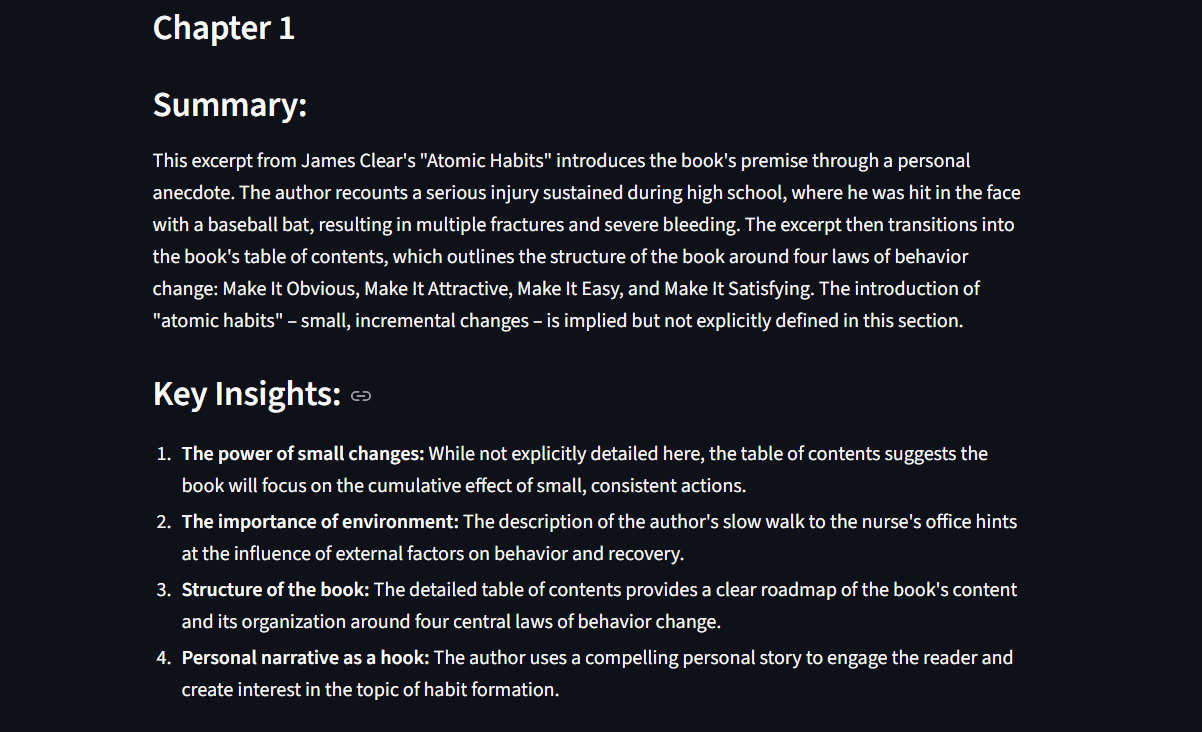 Chapter 1
Summary:
This excerpt from James Clear's "Atomic Habits" introduces the book's premise through a personal
anecdote. The author recounts a serious injury sustained during high school, where he was hit in the face
with a baseball bat, resulting in multiple fractures and severe bleeding. The excerpt then transitions into
the book's table of contents, which outlines the structure of the book around four laws of behavior
change: Make It Obvious, Make It Attractive, Make It Easy, and Make It Satisfying. The introduction of
"atomic habits" – small, incremental changes – is implied but not explicitly defined in this section.
Key Insights:
1. The power of small changes: While not explicitly detailed here, the table of contents suggests the
book will focus on the cumulative effect of small, consistent actions.
2. The importance of environment: The description of the author's slow walk to the nurse's office hints
at the influence of external factors on behavior and recovery.
3. Structure of the book: The detailed table of contents provides a clear roadmap of the book's content
and its organization around four central laws of behavior change.
4. Personal narrative as a hook: The author uses a compelling personal story to engage the reader and
create interest in the topic of habit formation.